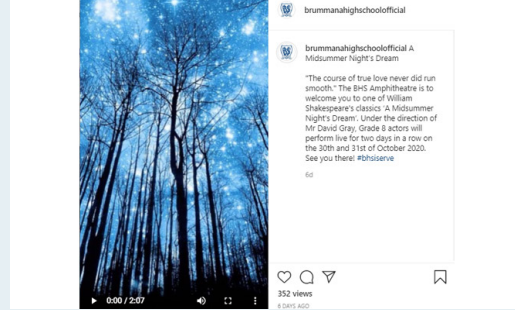 brummanahighschoolofficial
brummanahighschoolofficial A
Midsummer Night's Dream
"The course of true love never did run
smooth." The BHS Amphitheatre is to
welcome you to one of William
Shakespeare's classics 'A Midsummer
Night's Dream'. Under the direction of
Mr David Gray, Grade 8 actors will
perform live for two days in a row on
the 30th and 31st of October 2020.
See you there! #bhsiserve
6d
0:00 / 2:07
352 views
6 DAYS AGO